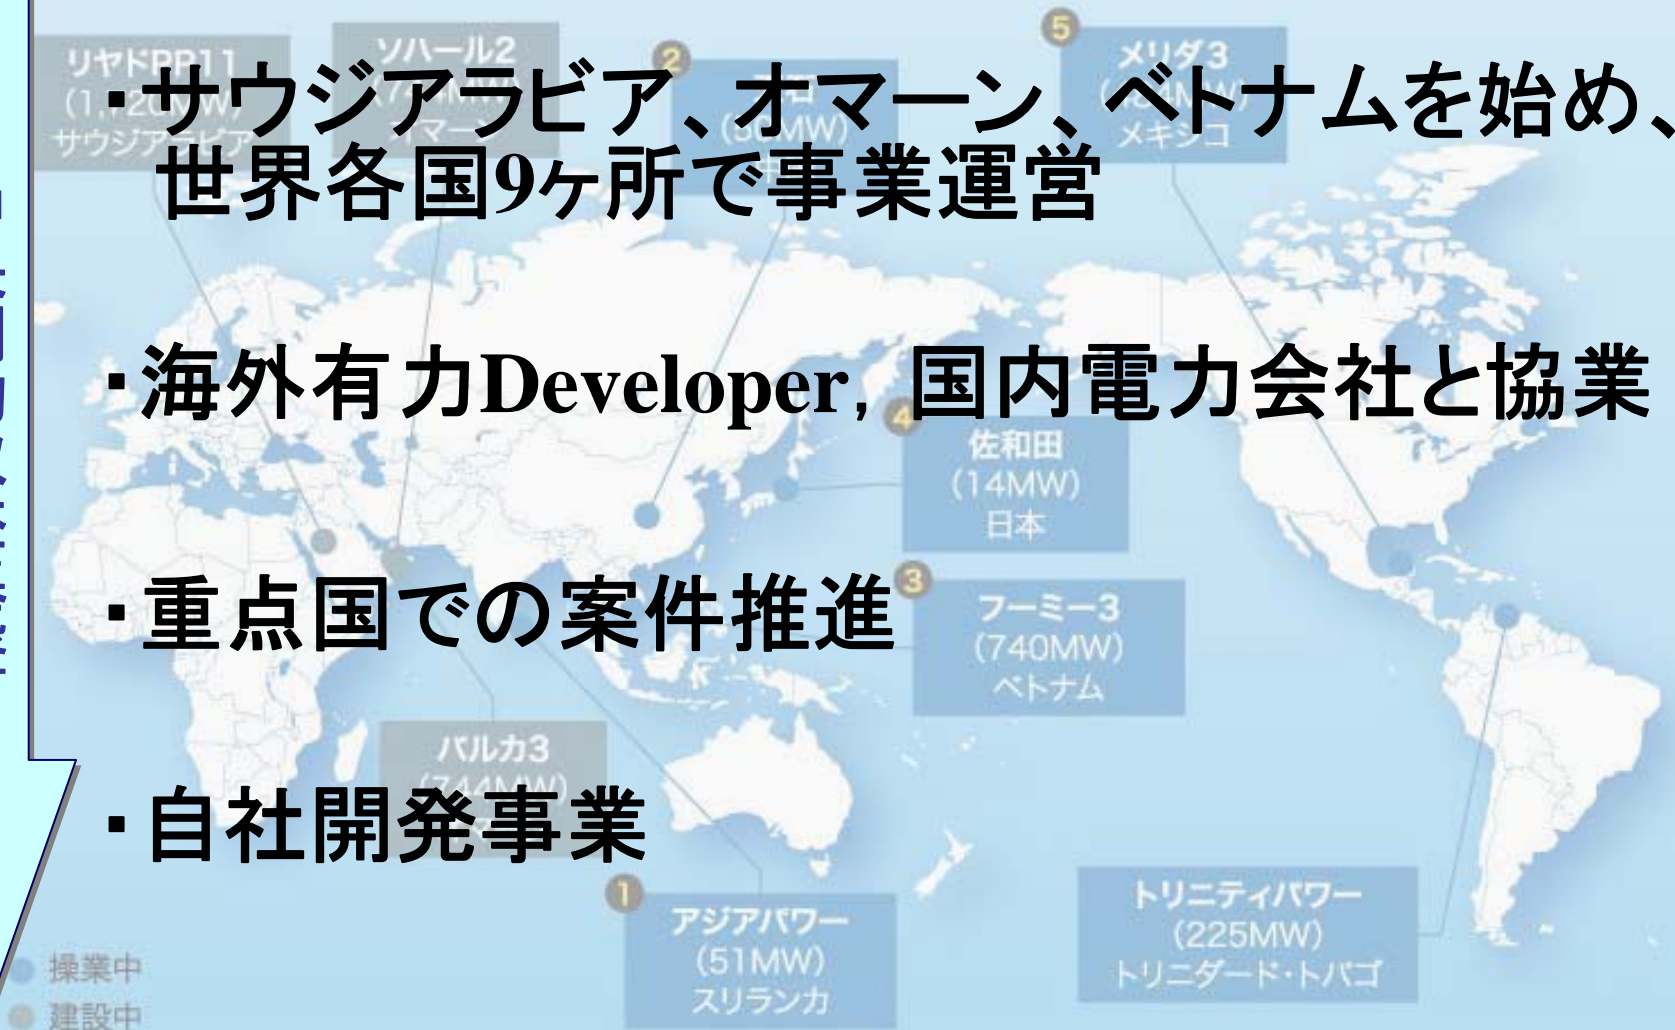 ・サウジアラビア、オマーン、ベトナムを始め、
世界各国9ヶ所で事業運営
・海外有力Developer, 国内電力会社と協業
・重点国での案件推進
・自社開発事業
リヤドPP11
(1,720MW)
サウジアラビア
ソハール2
オマーン
2
5
メリダ3
メキシコ
4
佐和田
(14MW)
日本
3
フーミー3
(740MW)
ベトナム
バルカ3
(744MW)
1
アジアパワー
(51MW)
スリランカ
トリニティパワー
(225MW)
トリニダード・トバゴ
操業中
建設中